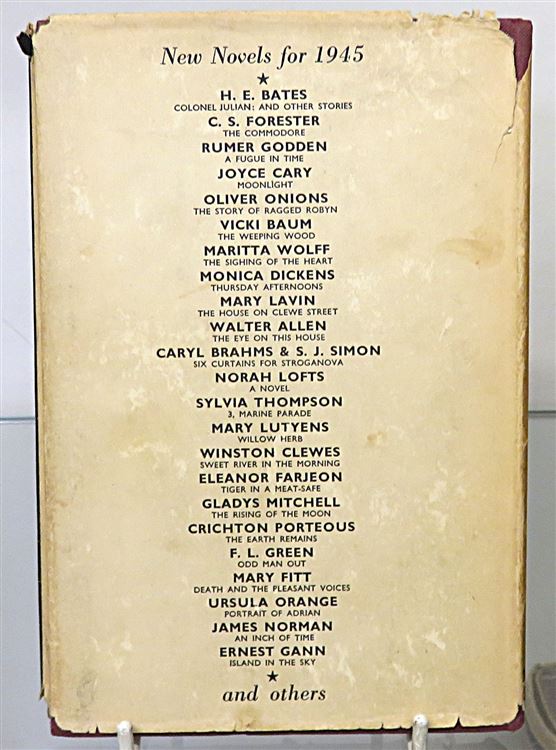 New Novels for 1945
★
H. E. BATES
COLONEL JULIAN: AND OTHER STORIES
C. S. FORESTER
THE COMMODORE
RUMER GODDEN
A FUGUE IN TIME
JOYCE CARY
MOONLIGHT
OLIVER ONIONS
THE STORY OF RAGGED ROBYN
VICKI BAUM
THE WEEPING WOOD
MARITTA WOLFF
THE SIGHING OF THE HEART
MONICA DICKENS
THURSDAY AFTERNOONS
MARY LAVIN
THE HOUSE ON CLEWE STREET
WALTER ALLEN
THE EYE ON THIS HOUSE
CARYL BRAHMS & S. J. SIMON
SIX CURTAINS FOR STROGANOVA
NORAH LOFTS
A NOVEL
SYLVIA THOMPSON
3, MARINE PARADE
MARY LUTYENS
WILLOW HERB
WINSTON CLEWES
SWEET RIVER IN THE MORNING
ELEANOR FARJEON
TIGER IN A MEAT-SAFE
GLADYS MITCHELL
THE RISING OF THE MOON
CRICHTON PORTEOUS
THE EARTH REMAINS
F. L. GREEN
ODD MAN OUT
MARY FITT
DEATH AND THE PLEASANT VOICES
URSULA ORANGE
PORTRAIT OF ADRIAN
JAMES NORMAN
AN INCH OF TIME
ERNEST GANN
ISLAND IN THE SKY
★
and others